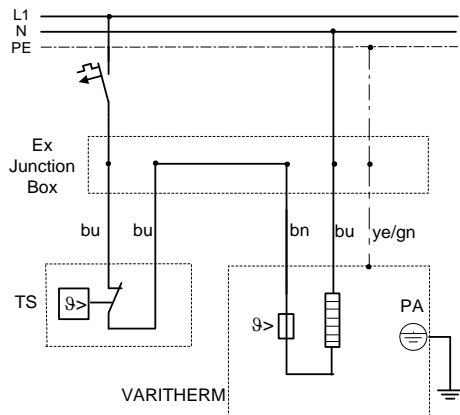 L1
N
PE
Ex
Junction
Box
bu bu bn bu ye/gn
TS
ϑ>
ϑ>
PA
VARITHERM